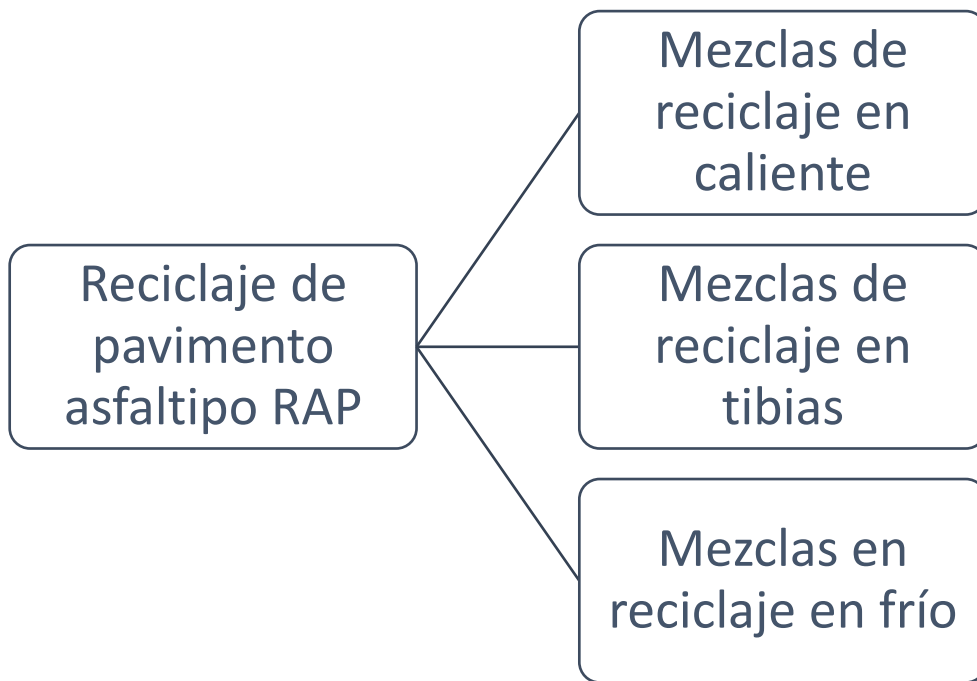 Reciclaje de
pavimento
asfaltipo RAP
Mezclas de
reciclaje en
caliente
Mezclas de
reciclaje en
tibias
Mezclas en
reciclaje en frío